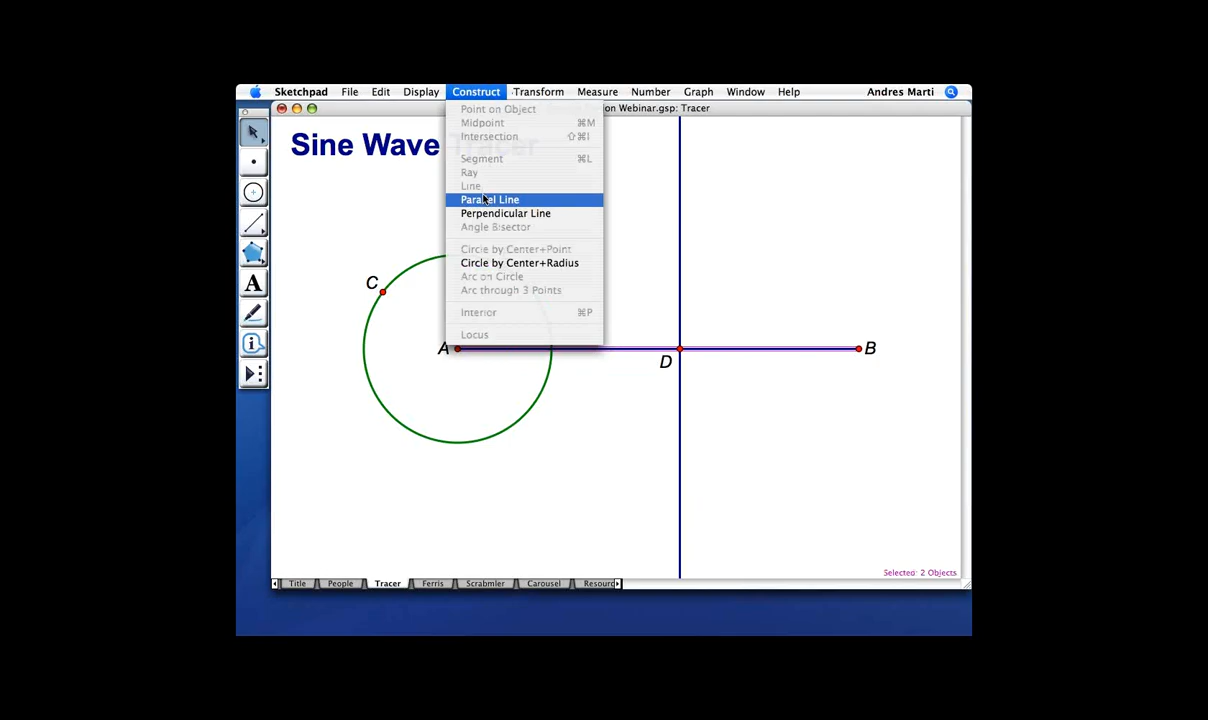 Sketchpad File Edit Display Construct Transform Measure Number Graph Window Help Andres Marti
on Webinar.gsp: Tracer
Sine Wave Tracer
Point on Object
Midpoint ⌘M
Intersection ⇧⌘I
Segment ⌘L
Ray
Line
Parallel Line
Perpendicular Line
Angle Bisector
Circle by Center+Point
Circle by Center+Radius
Arc on Circle
Arc through 3 Points
Interior ⌘P
Locus
C
A
B
D
A
Selected: 2 Objects
Title People Tracer Ferris Scrabmler Carousel Resourc